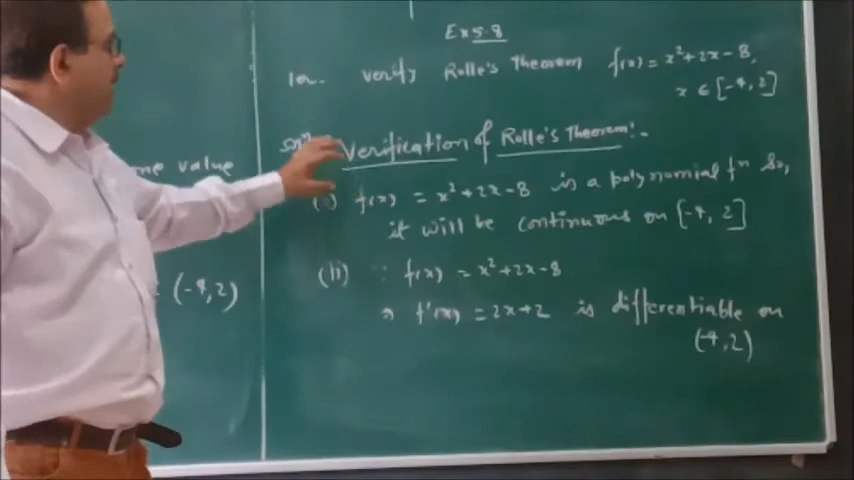 Ex 5.8
1Q. Verify Rolle's Theorem f(x) = x²+2x-8,
x ∈ [-4, 2]
Solⁿ
Verification of Rolle's Theorem:-
me value
(i) f(x) = x²+2x-8 is a polynomial fⁿ So,
it will be continuous on [-4, 2]
(ii) ∵ f(x) = x²+2x-8
(-4, 2)
⇒ f'(x) = 2x+2 is differentiable on
(-4, 2)